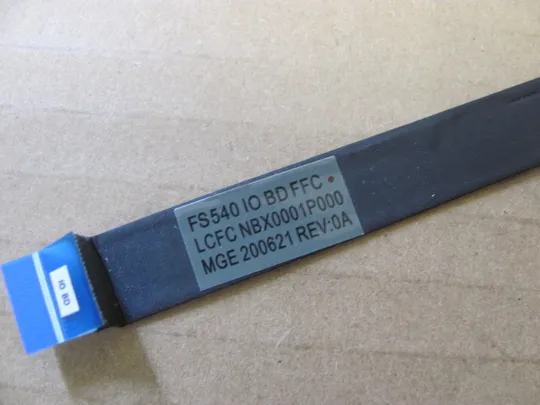 FS540 IO BD FFC
LCFC NBX0001P000
MGE 200621 REV:0A
IO BD